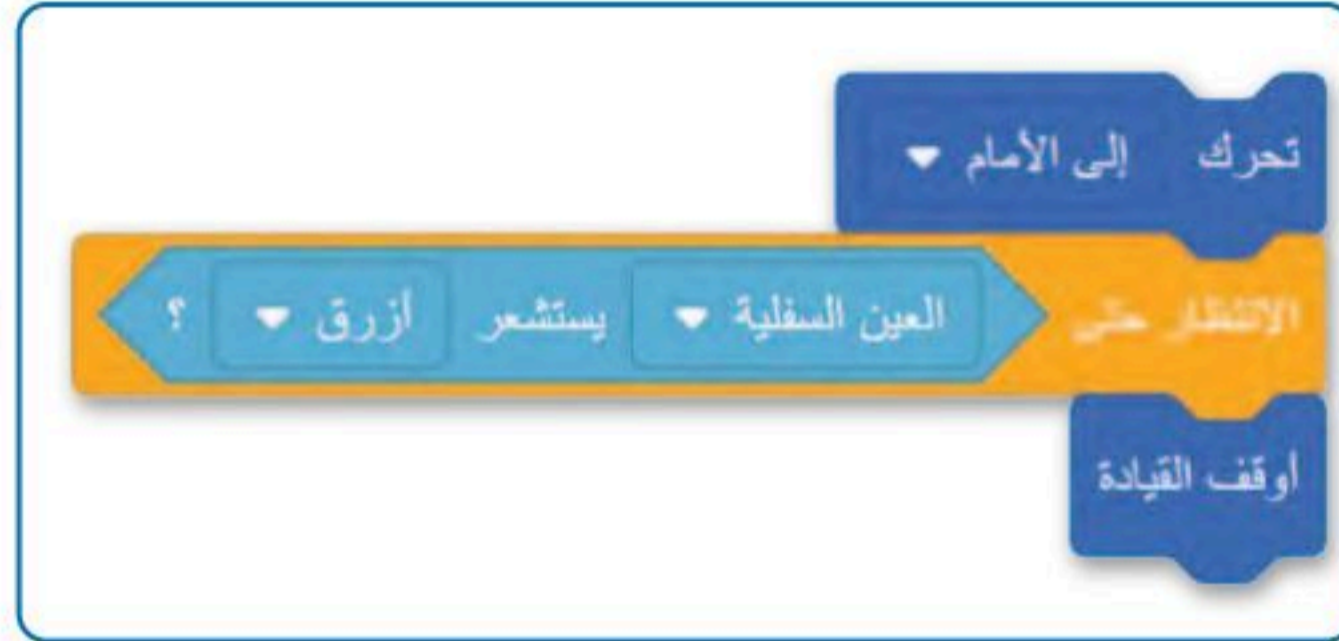 تحرك إلى الأمام
الانتظار حتى العين السفلية يستشعر أزرق ؟
أوقف القيادة